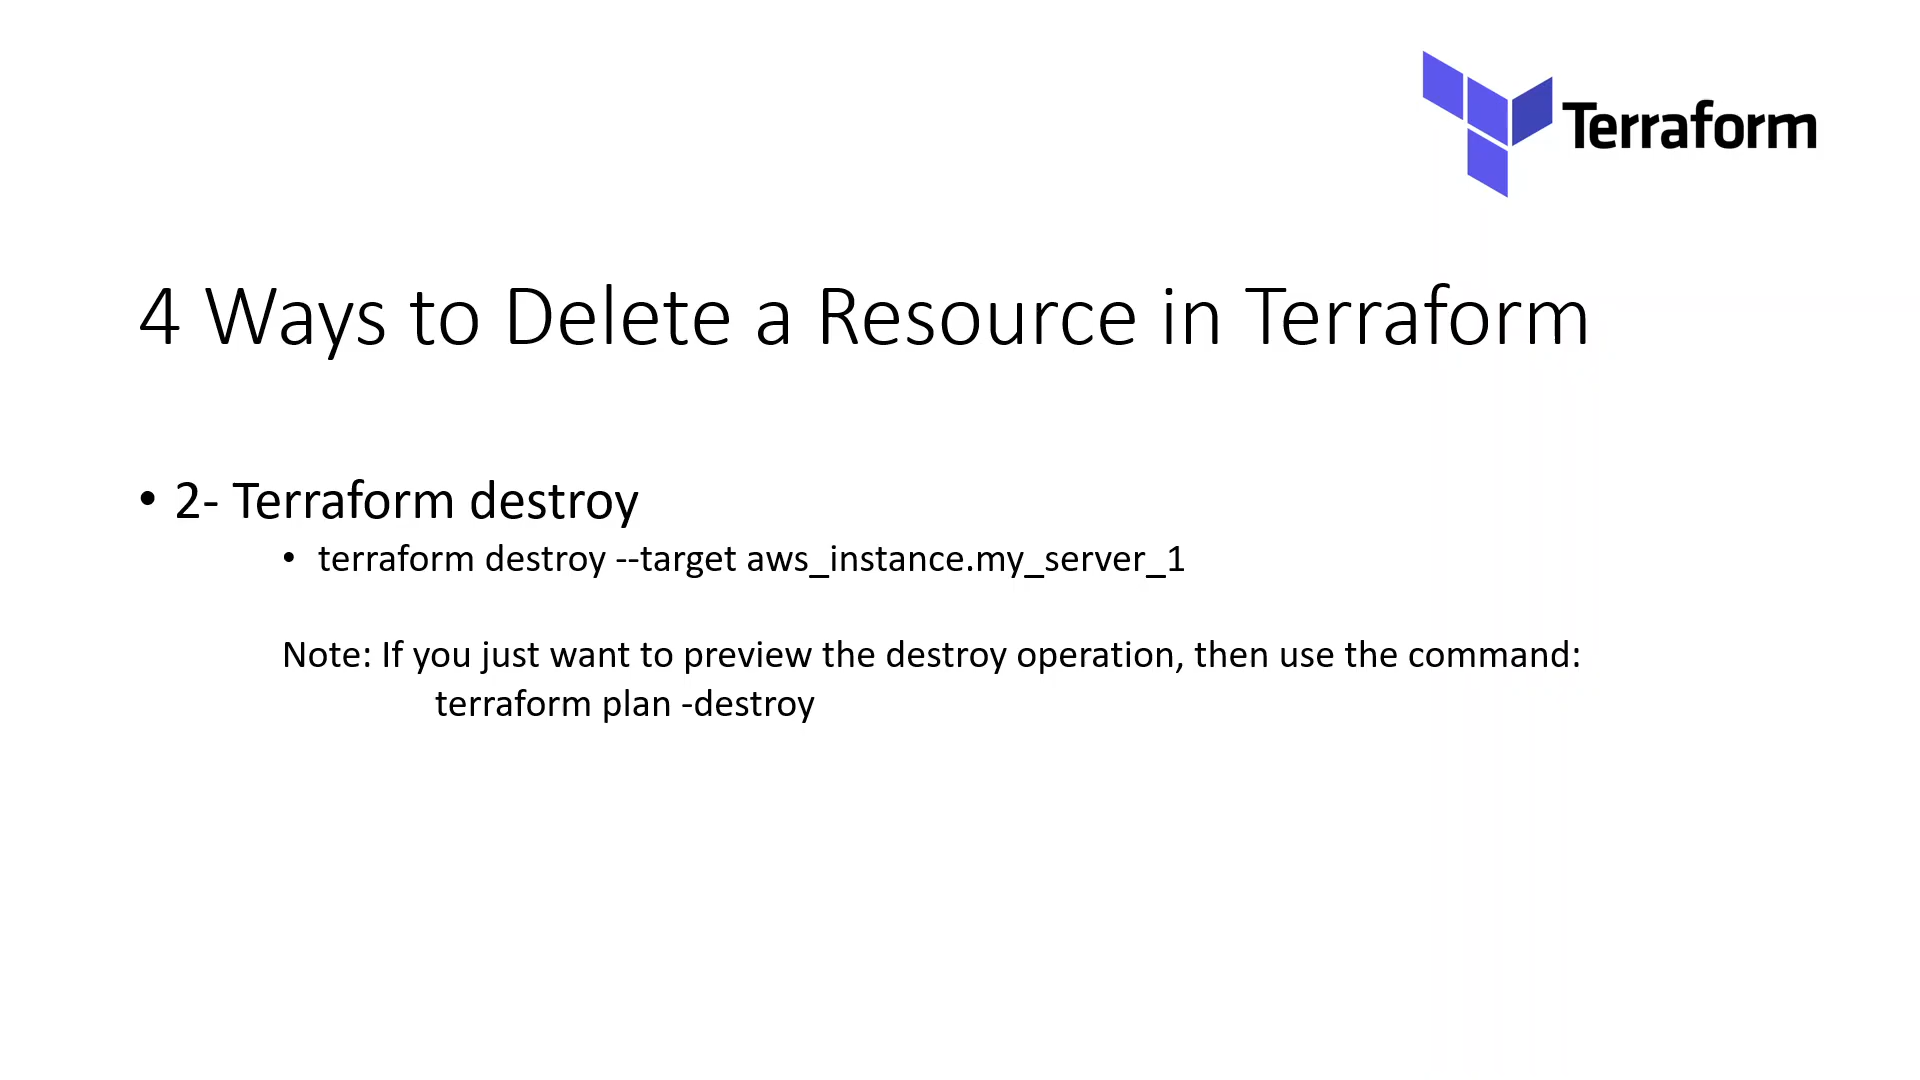 Terraform
4 Ways to Delete a Resource in Terraform
• 2- Terraform destroy
• terraform destroy --target aws_instance.my_server_1
Note: If you just want to preview the destroy operation, then use the command:
terraform plan -destroy